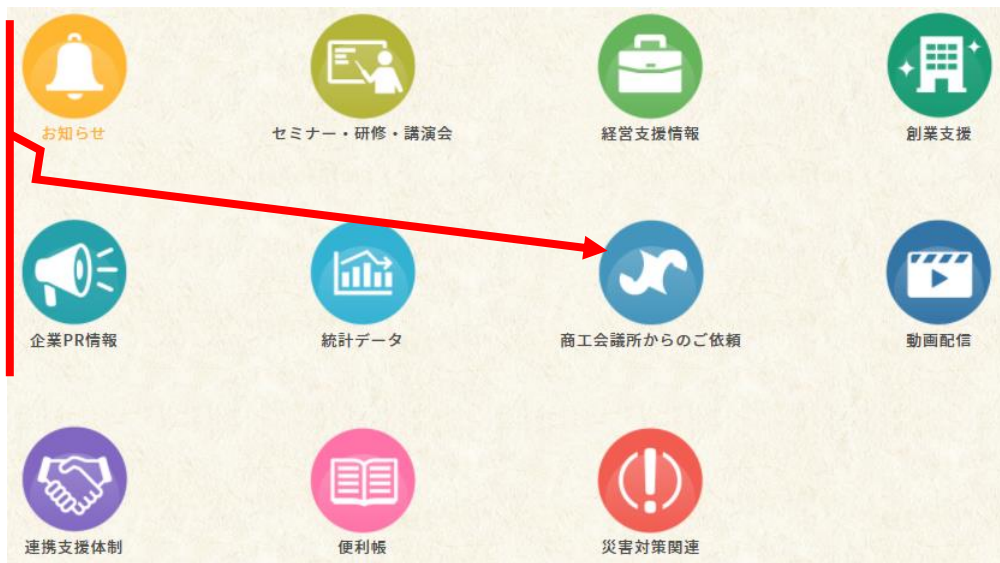 お知らせ
セミナー・研修・講演会
経営支援情報
創業支援
企業PR情報
統計データ
商工会議所からのご依頼
動画配信
連携支援体制
便利帳
災害対策関連